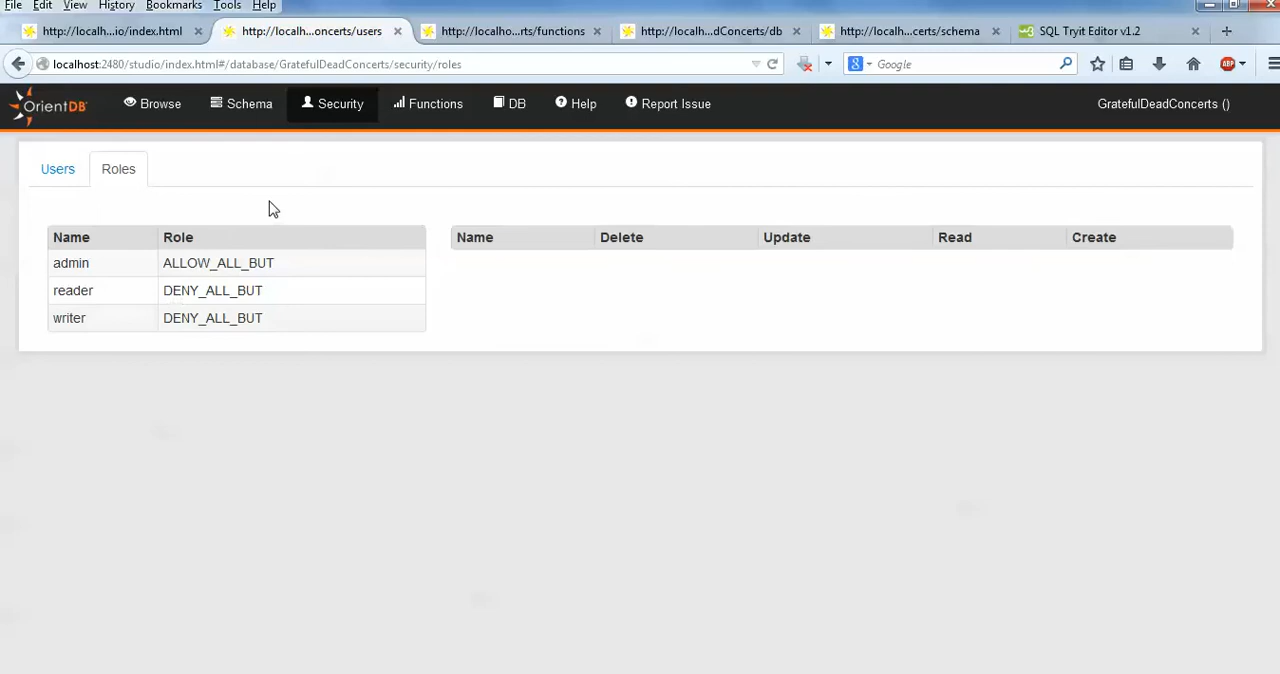 File Edit View History Bookmarks Tools Help
http://localh...io/index.html × http://localh...oncerts/users × http://localho...rts/functions × http://localh...dConcerts/db × http://localh...certs/schema × SQL Tryit Editor v1.2 × +
localhost:2480/studio/index.html#/database/GratefulDeadConcerts/security/roles 8 Google ABP
OrientDB Browse Schema Security Functions DB Help Report Issue GratefulDeadConcerts ()
Users Roles
Name Role Name Delete Update Read Create
admin ALLOW_ALL_BUT
reader DENY_ALL_BUT
writer DENY_ALL_BUT